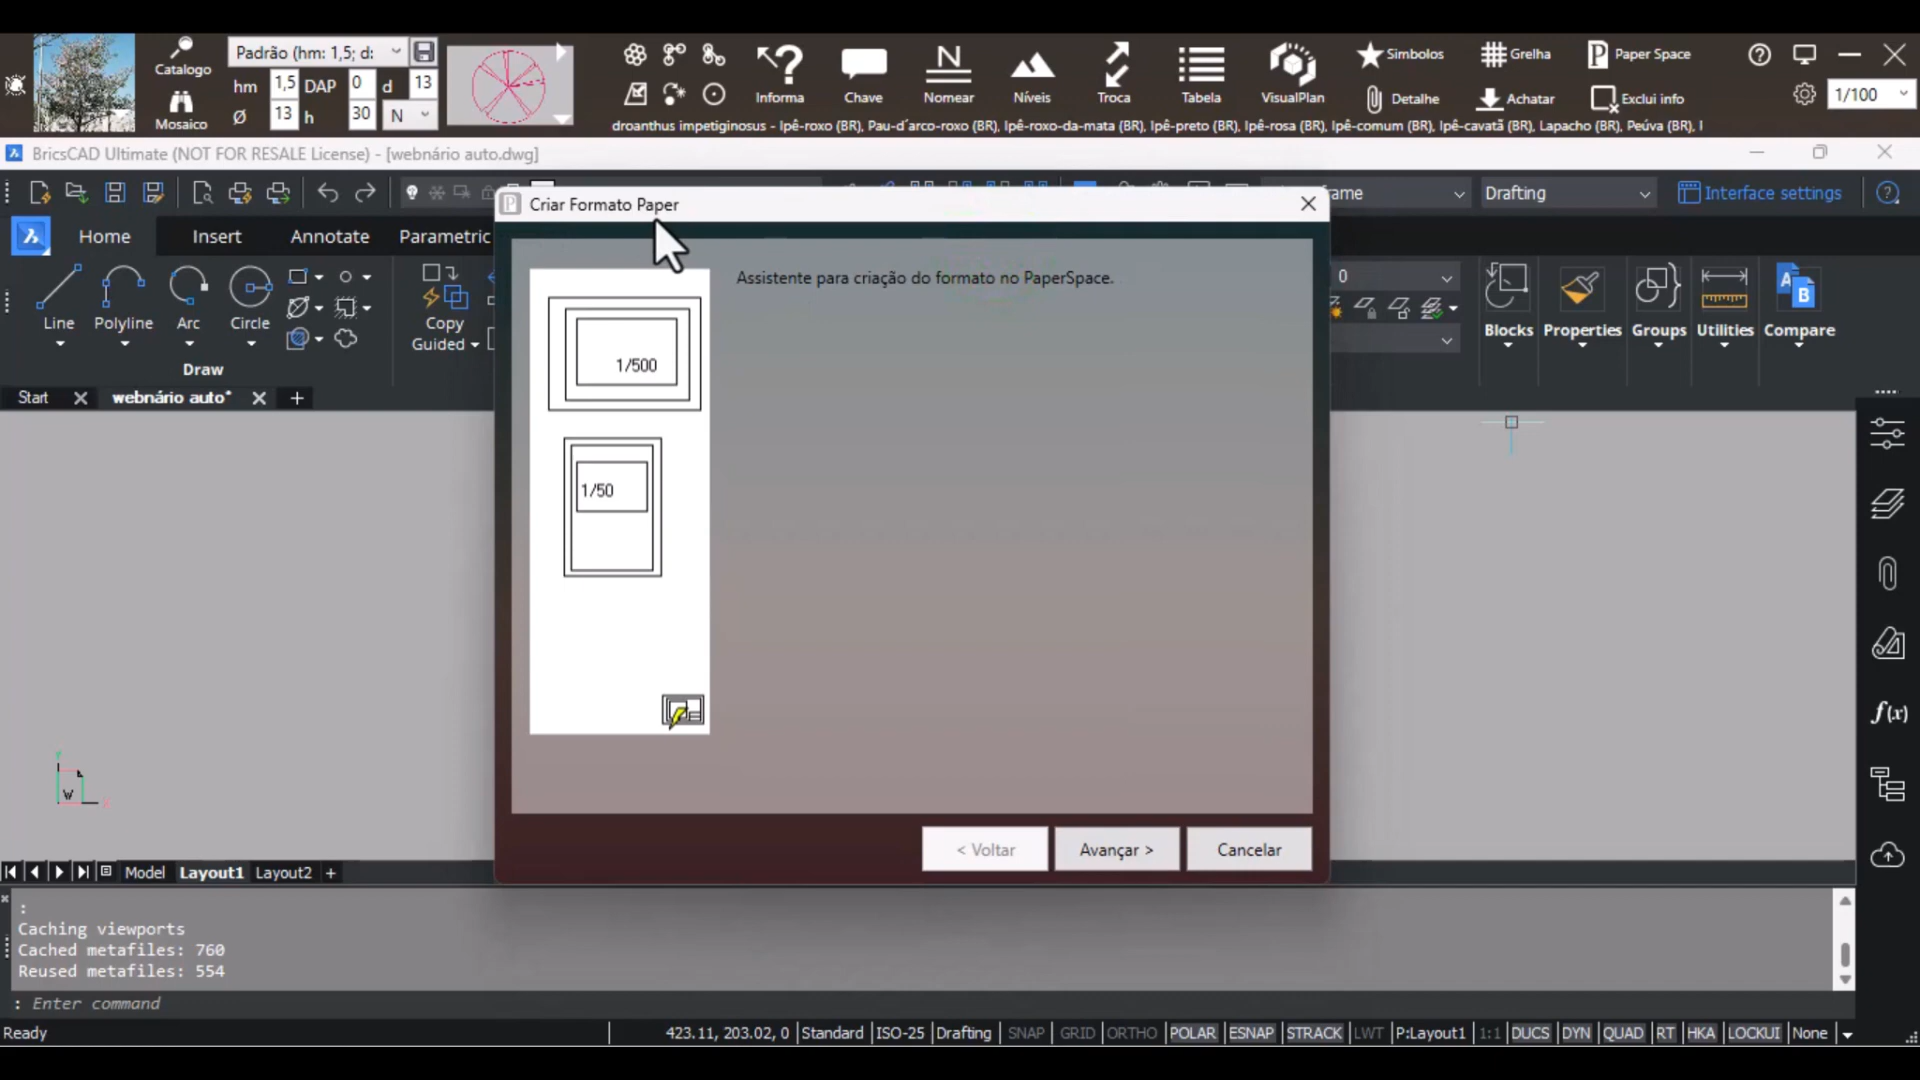 Catalogo
Mosaico
Padrão (hm: 1,5; d:
hm 1,5 DAP 0 d 13
Ø 13 h 30 N
Informa
Chave
Nomear
Níveis
Troca
Tabela
VisualPlan
Simbolos
Detalhe
Grelha
Achatar
Paper Space
Exclui info
1/100
droanthus impetiginosus - Ipê-roxo (BR), Pau-d´arco-roxo (BR), Ipê-roxo-da-mata (BR), Ipê-preto (BR), Ipê-rosa (BR), Ipê-comum (BR), Ipê-cavatã (BR), Lapacho (BR), Peúva (BR), I
BricsCAD Ultimate (NOT FOR RESALE License) - [webnário auto.dwg]
ame
Drafting
Interface settings
Home
Insert
Annotate
Parametric
Line
Polyline
Arc
Circle
Draw
Copy
Guided
0
Blocks
Properties
Groups
Utilities
Compare
Start
webnário auto*
Criar Formato Paper
Assistente para criação do formato no PaperSpace.
1/500
1/50
< Voltar
Avançar >
Cancelar
Y
W
X
f(x)
Model
Layout1
Layout2
:
Caching viewports
Cached metafiles: 760
Reused metafiles: 554
: Enter command
Ready
423.11, 203.02, 0 Standard ISO-25 Drafting SNAP GRID ORTHO POLAR ESNAP STRACK LWT P:Layout1 1:1 DUCS DYN QUAD RT HKA LOCKUI None